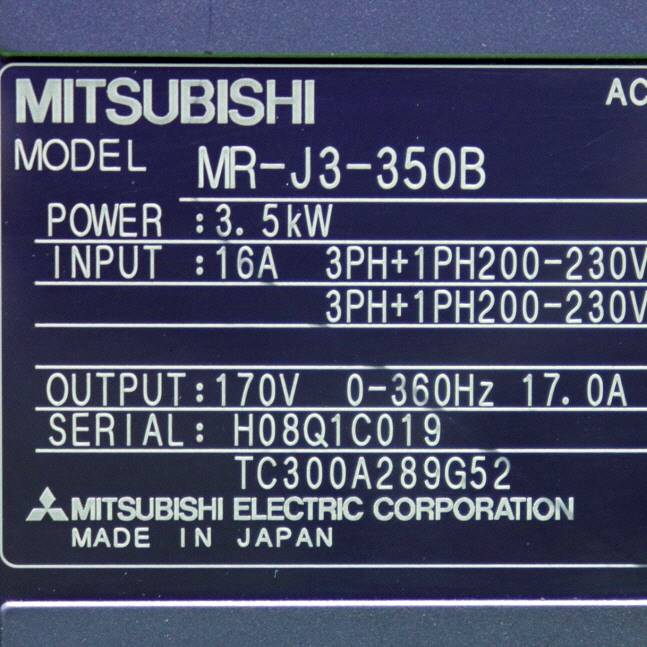 MITSUBISHI
AC
MODEL MR-J3-350B
POWER :3.5kW
INPUT :16A 3PH+1PH200-230V
3PH+1PH200-230V
OUTPUT:170V 0-360Hz 17.0A
SERIAL: H08Q1C019
TC300A289G52
MITSUBISHI ELECTRIC CORPORATION
MADE IN JAPAN